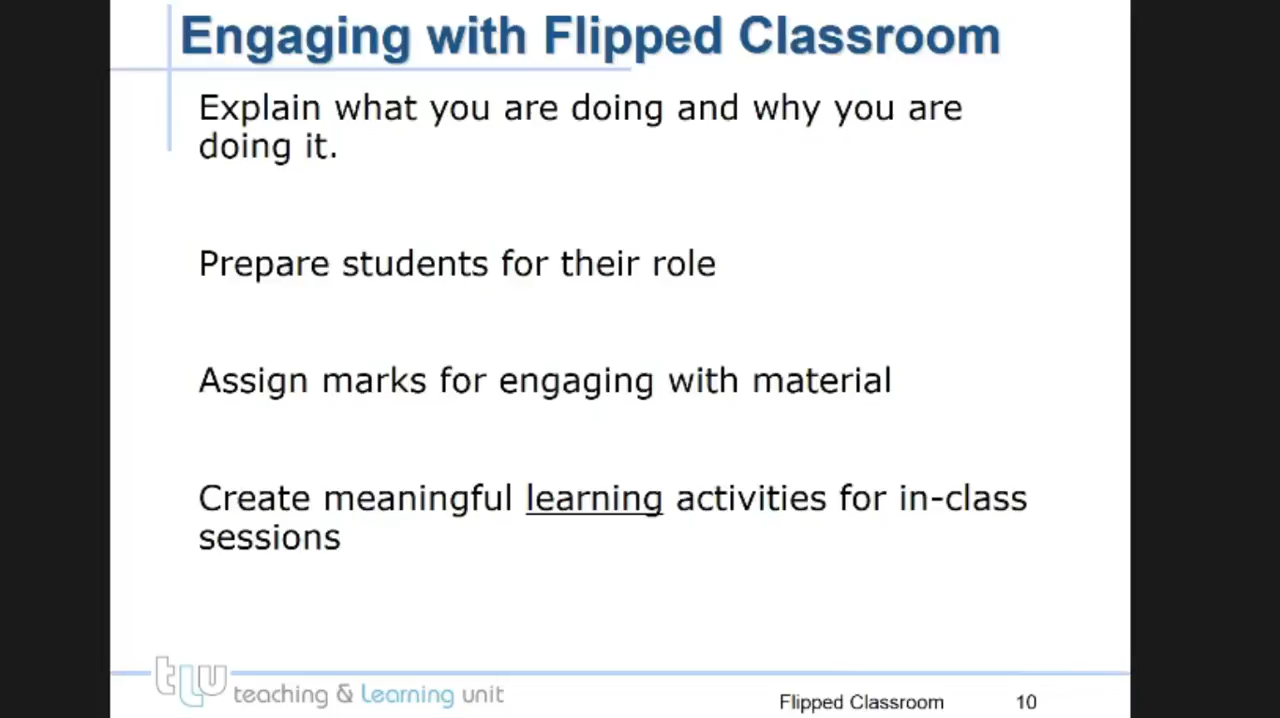 Engaging with Flipped Classroom
Explain what you are doing and why you are
doing it.
Prepare students for their role
Assign marks for engaging with material
Create meaningful learning activities for in-class
sessions
tLU teaching & Learning unit
Flipped Classroom 10